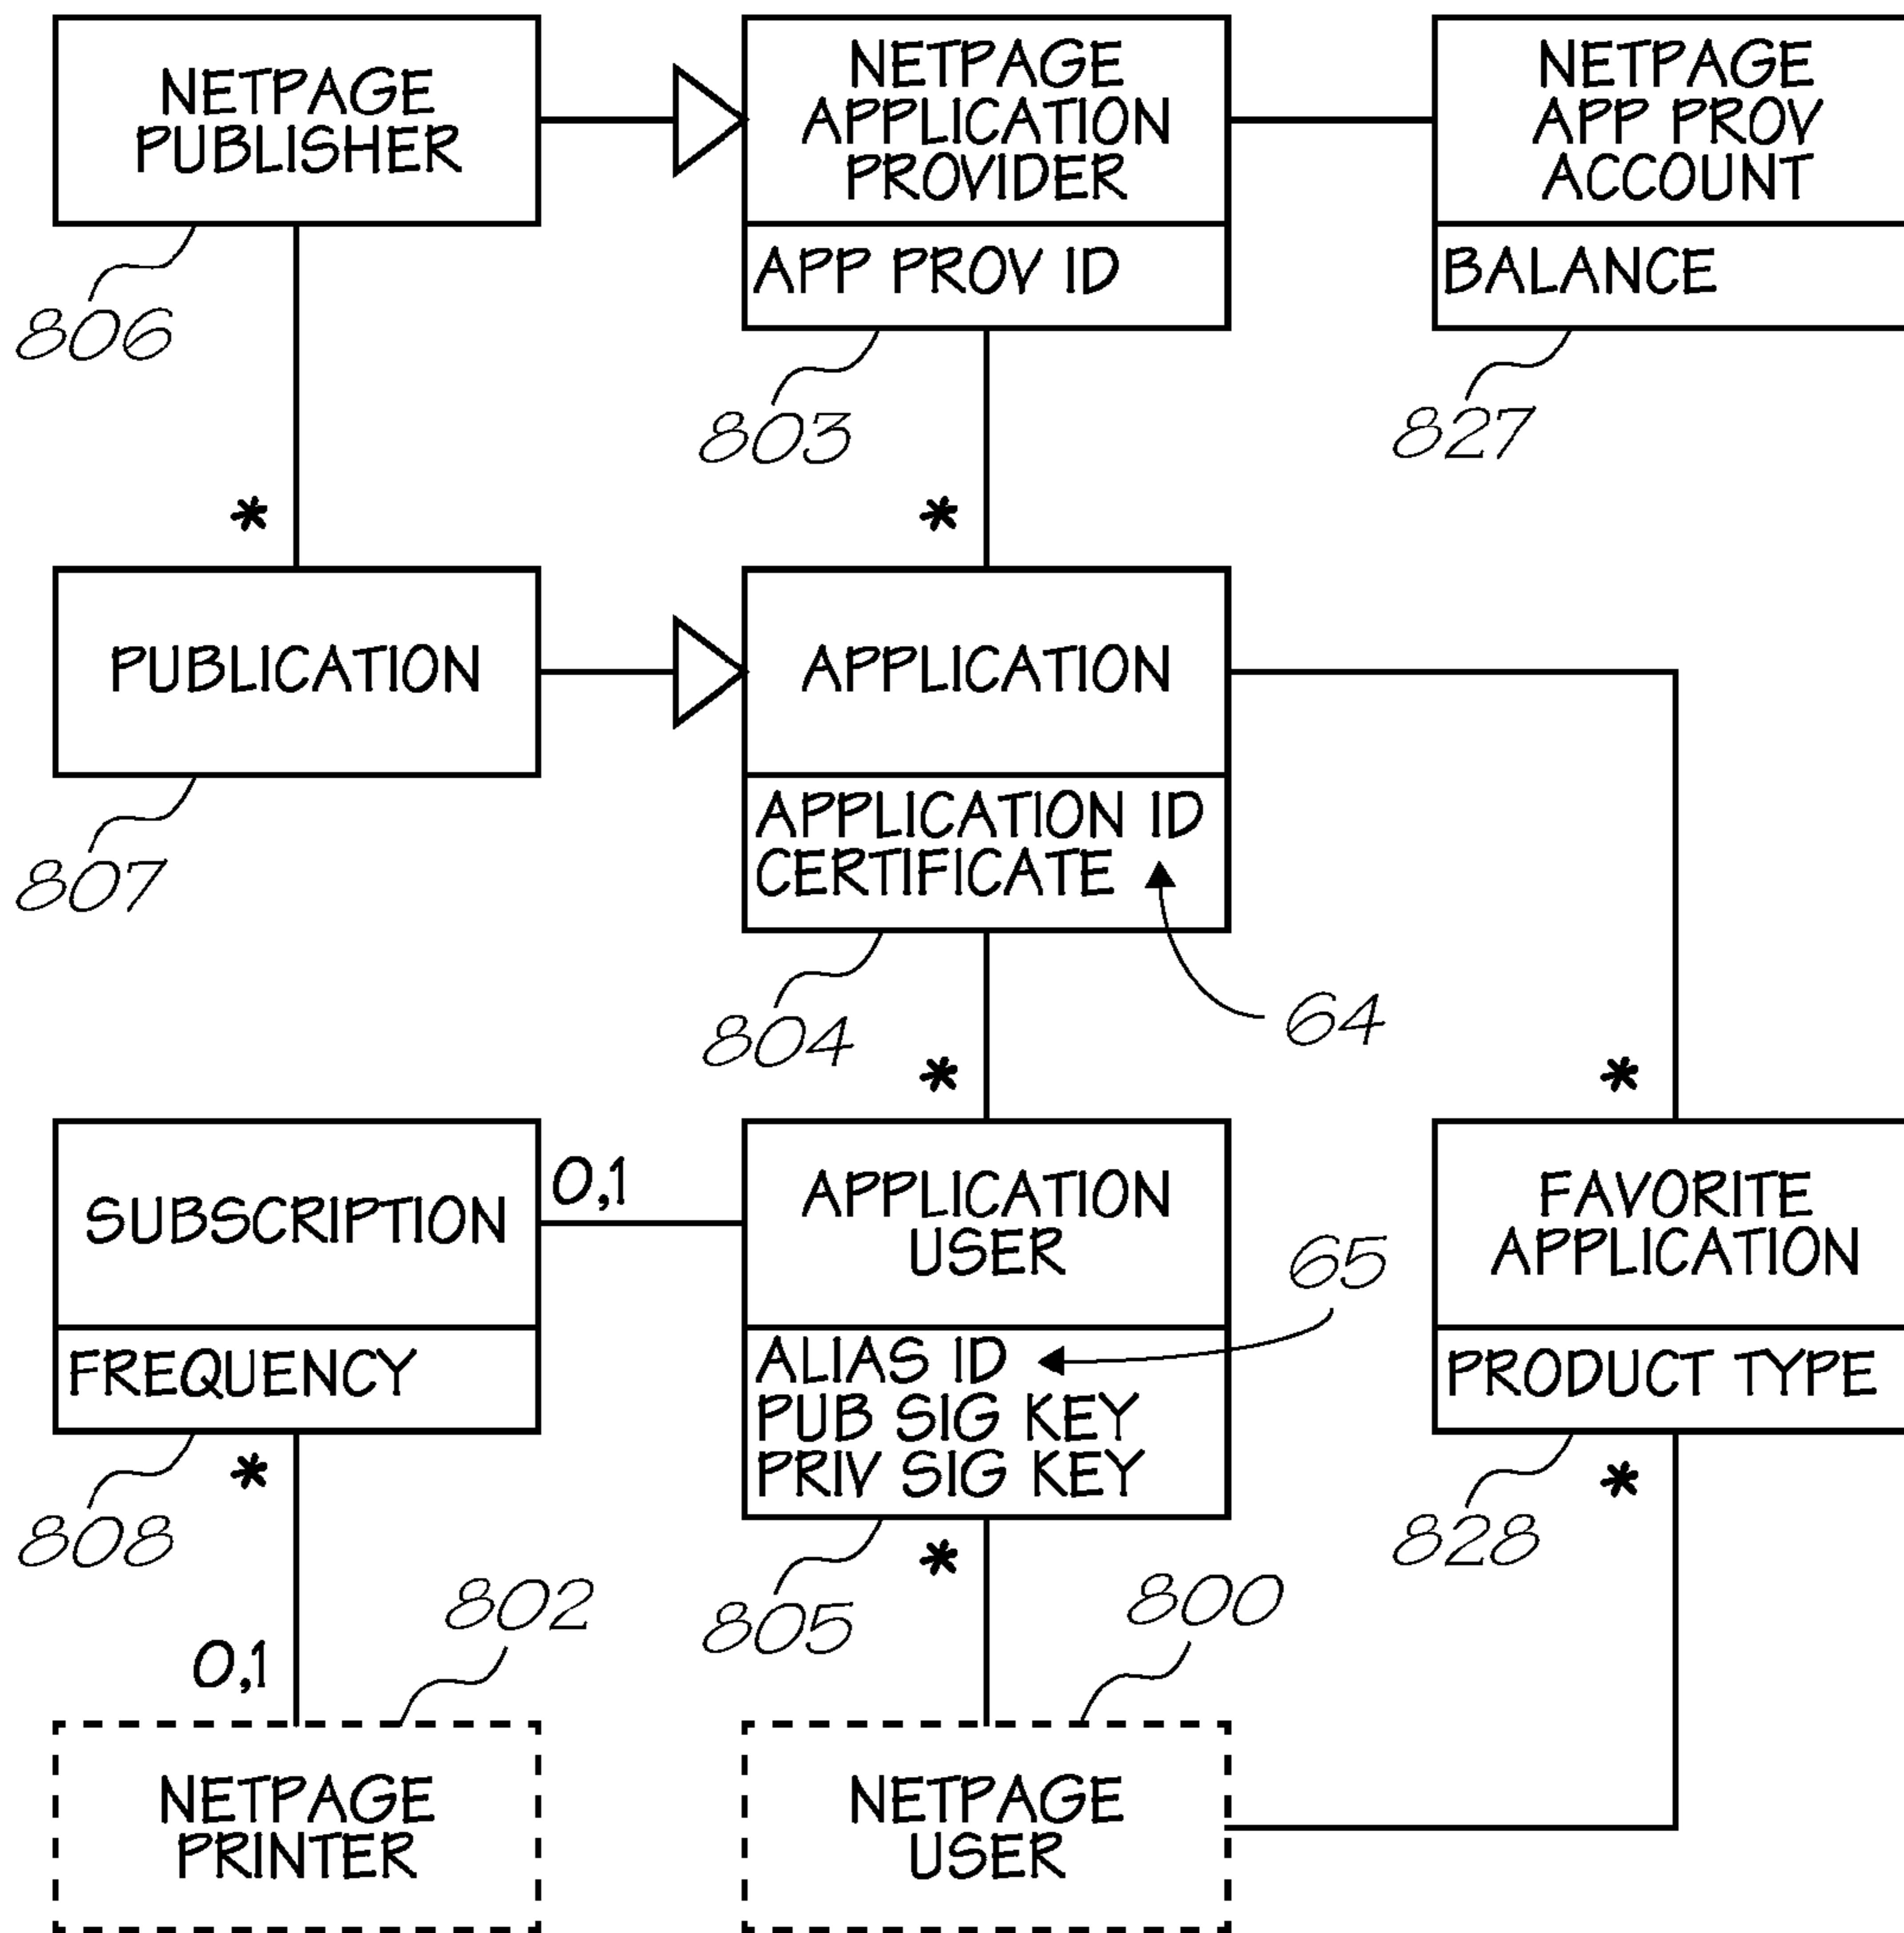 NETPAGE
PUBLISHER
806
NETPAGE
APPLICATION
PROVIDER
APP PROV ID
803
NETPAGE
APP PROV
ACCOUNT
BALANCE
827
*
*
PUBLICATION
807
APPLICATION
APPLICATION ID
CERTIFICATE
64
804
*
*
SUBSCRIPTION
FREQUENCY
0,1
808
*
APPLICATION
USER
ALIAS ID
PUB SIG KEY
PRIV SIG KEY
65
805
*
FAVORITE
APPLICATION
PRODUCT TYPE
828
*
802
0,1
800
NETPAGE
PRINTER
NETPAGE
USER